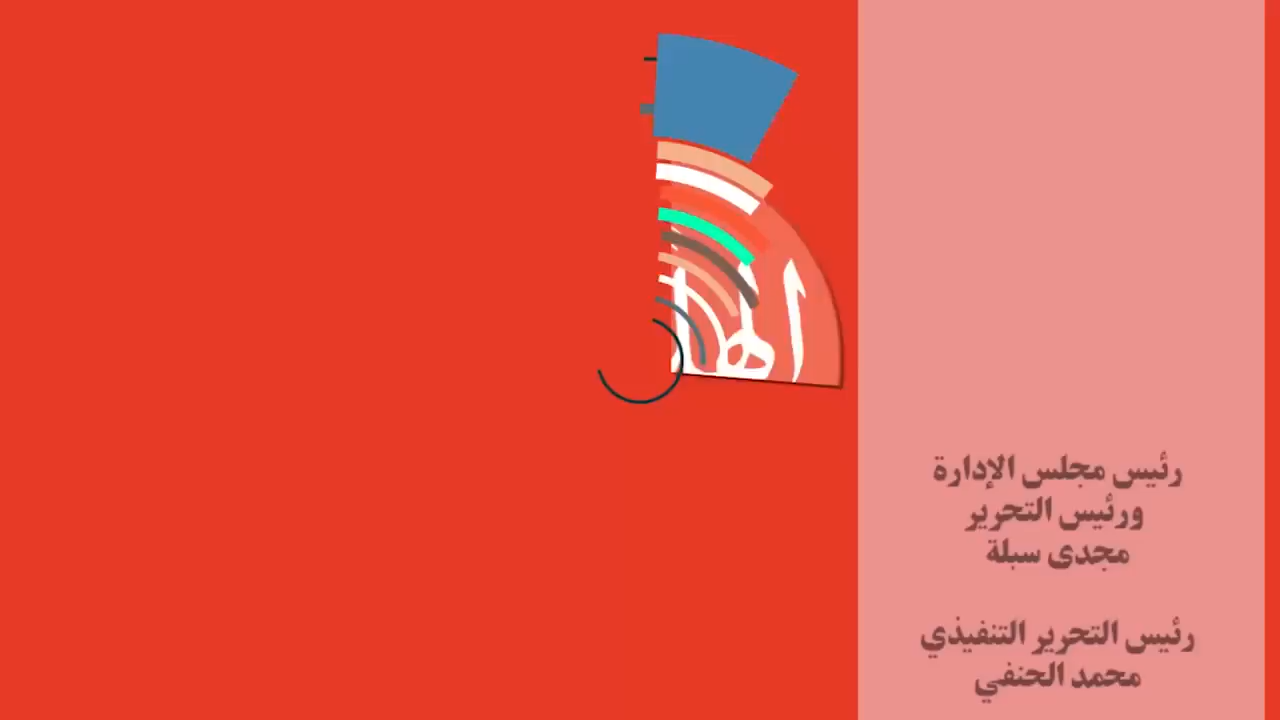 رئيس مجلس الإدارة
ورئيس التحرير
مجدى سبلة
رئيس التحرير التنفيذي
محمد الحنفي